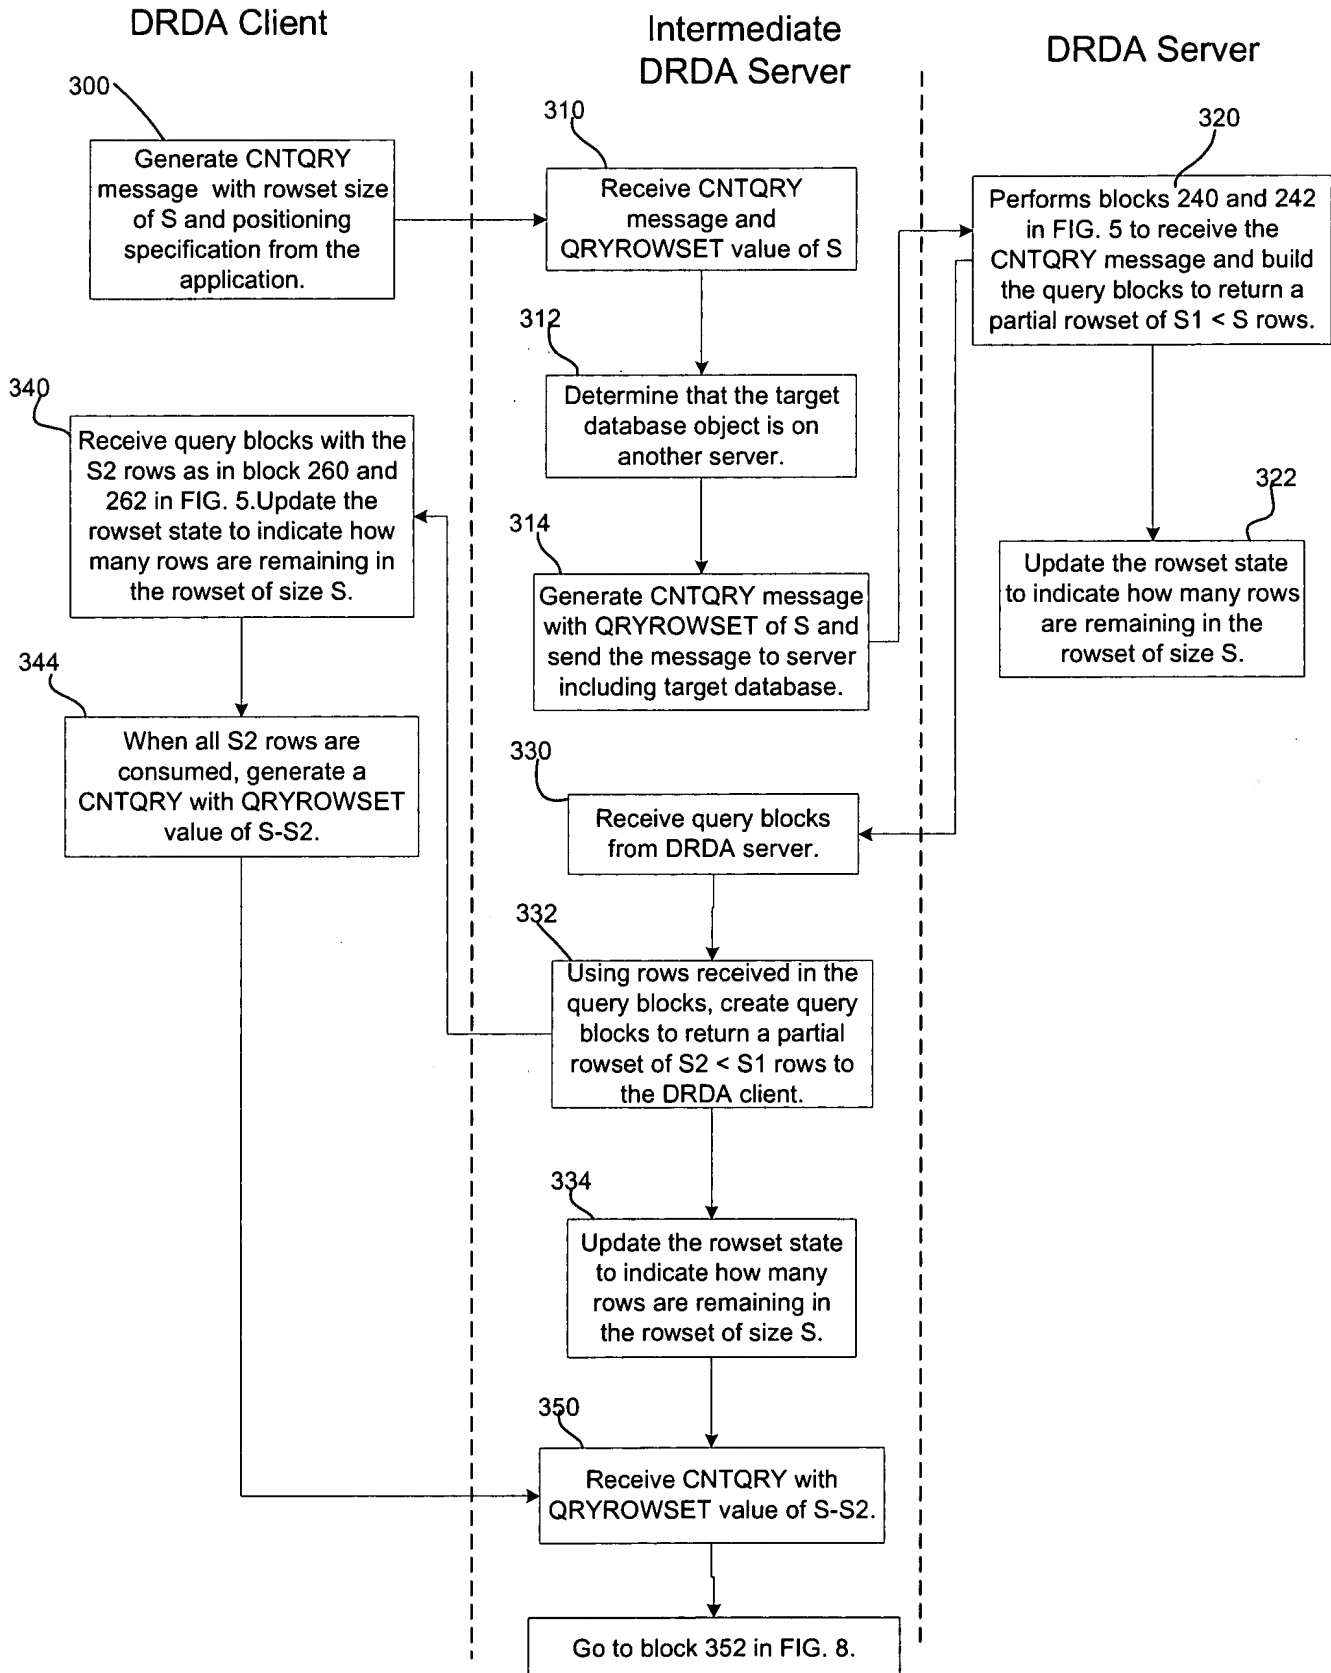 DRDA Client
Intermediate
DRDA Server
DRDA Server
300
Generate CNTQRY
message with rowset size
of S and positioning
specification from the
application.
310
Receive CNTQRY
message and
QRYROWSET value of S
320
Performs blocks 240 and 242
in FIG. 5 to receive the
CNTQRY message and build
the query blocks to return a
partial rowset of S1 < S rows.
312
Determine that the target
database object is on
another server.
340
Receive query blocks with the
S2 rows as in block 260 and
262 in FIG. 5.Update the
rowset state to indicate how
many rows are remaining in
the rowset of size S.
314
Generate CNTQRY message
with QRYROWSET of S and
send the message to server
including target database.
322
Update the rowset state
to indicate how many rows
are remaining in the
rowset of size S.
344
When all S2 rows are
consumed, generate a
CNTQRY with QRYROWSET
value of S-S2.
330
Receive query blocks
from DRDA server.
332
Using rows received in the
query blocks, create query
blocks to return a partial
rowset of S2 < S1 rows to
the DRDA client.
334
Update the rowset state
to indicate how many
rows are remaining in
the rowset of size S.
350
Receive CNTQRY with
QRYROWSET value of S-S2.
Go to block 352 in FIG. 8.